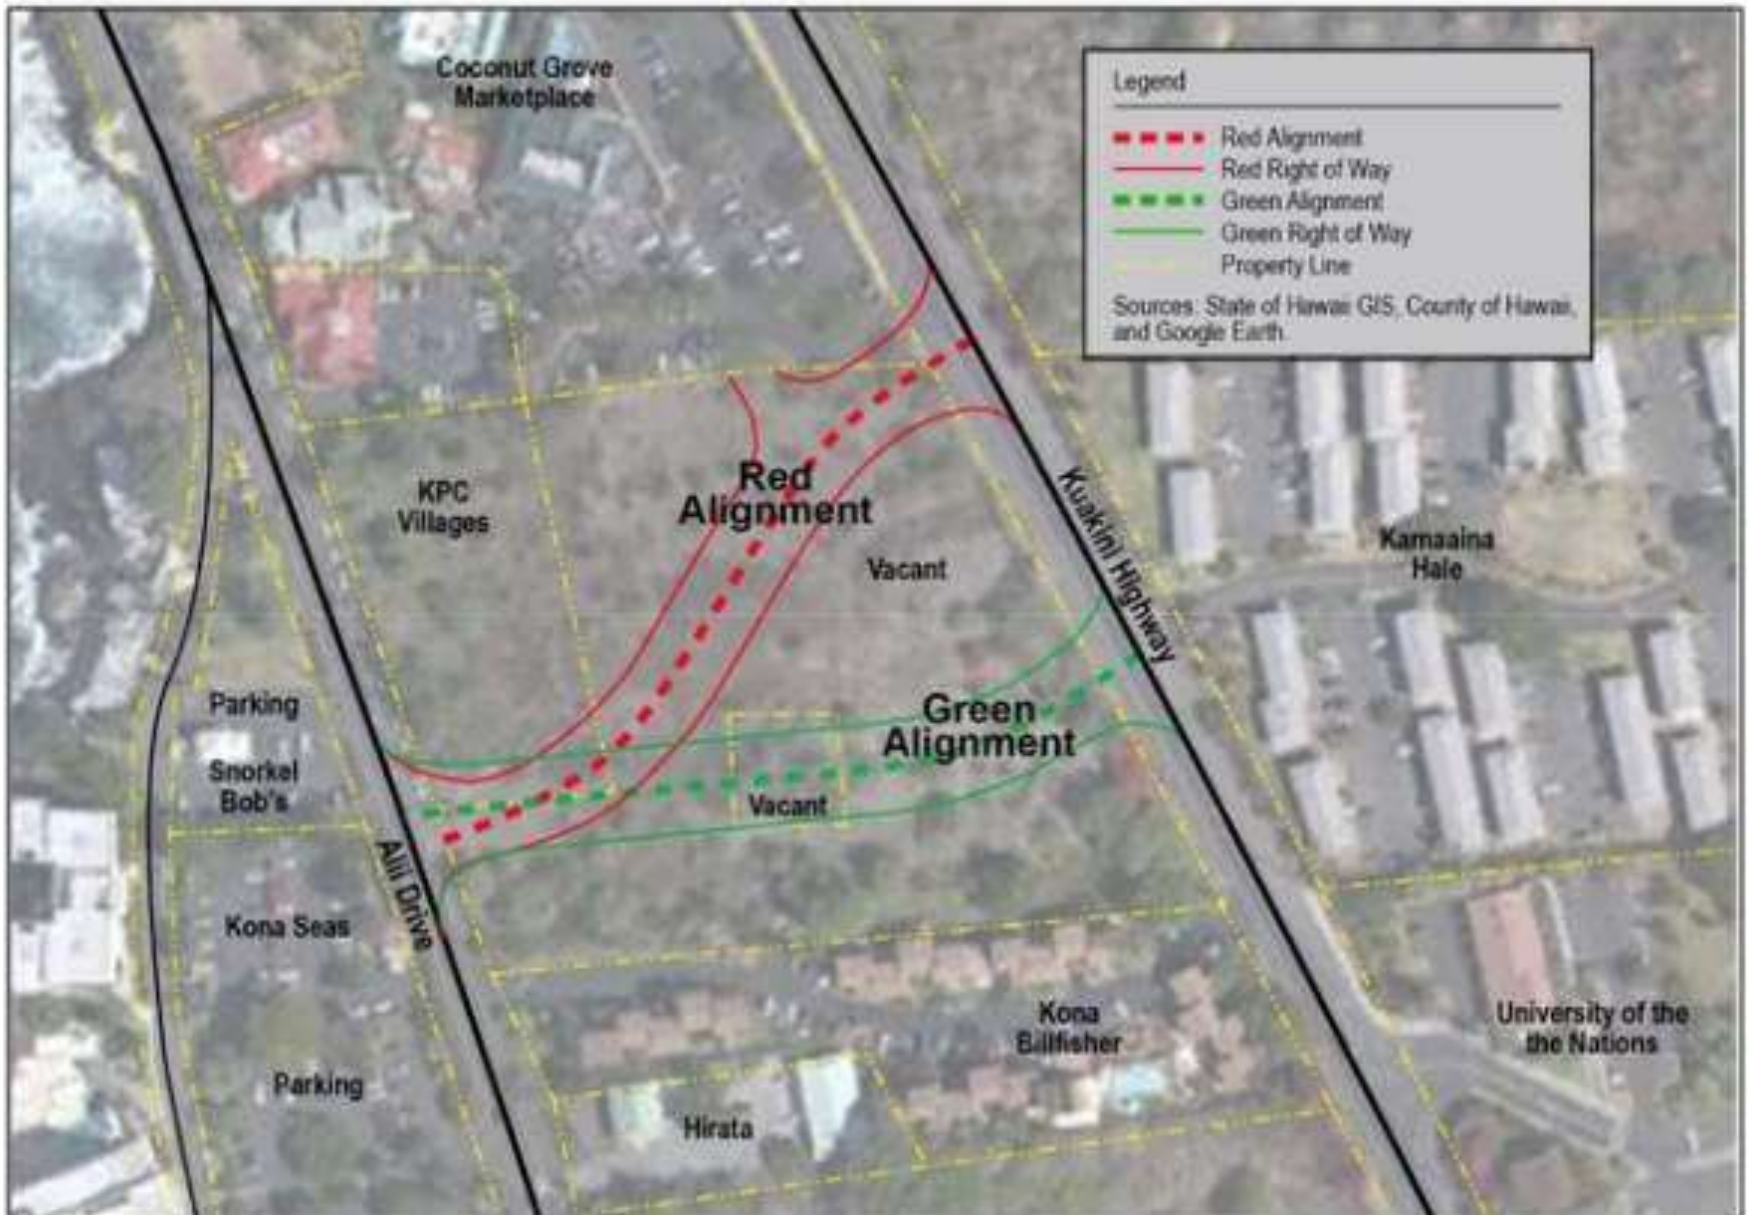 Coconut Grove
Marketplace
Legend
Red Alignment
Red Right of Way
Green Alignment
Green Right of Way
Property Line
Sources: State of Hawaii GIS, County of Hawaii,
and Google Earth.
KPC
Villages
Red
Alignment
Vacant
Kuakini Highway
Kamaaina
Hale
Parking
Snorkel
Bob's
Green
Alignment
Vacant
Alii Drive
Kona Seas
Parking
Kona
Billfisher
Hirata
University of the
the Nations